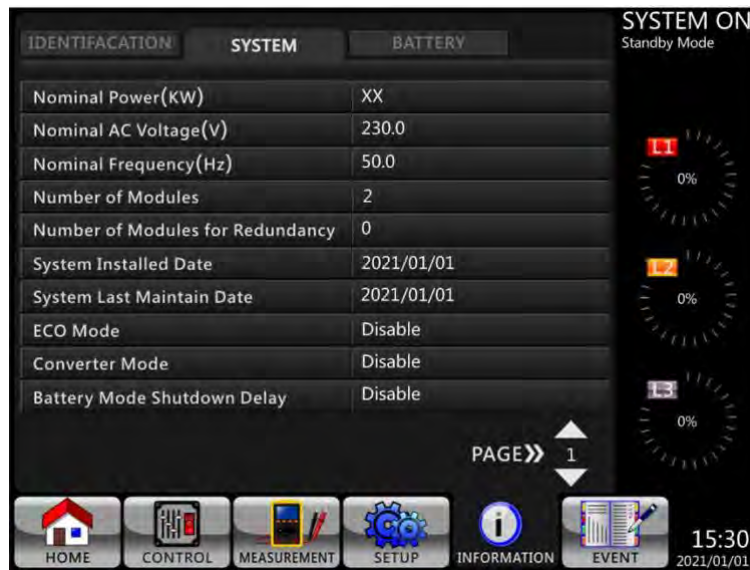 SYSTEM ON
Standby Mode
IDENTIFACATION SYSTEM BATTERY
Nominal Power(KW) XX
Nominal AC Voltage(V) 230.0
Nominal Frequency(Hz) 50.0
Number of Modules 2
Number of Modules for Redundancy 0
System Installed Date 2021/01/01
System Last Maintain Date 2021/01/01
ECO Mode Disable
Converter Mode Disable
Battery Mode Shutdown Delay Disable
L1
0%
L2
0%
L3
0%
PAGE» 1
HOME CONTROL MEASUREMENT SETUP INFORMATION EVENT
15:30
2021/01/01